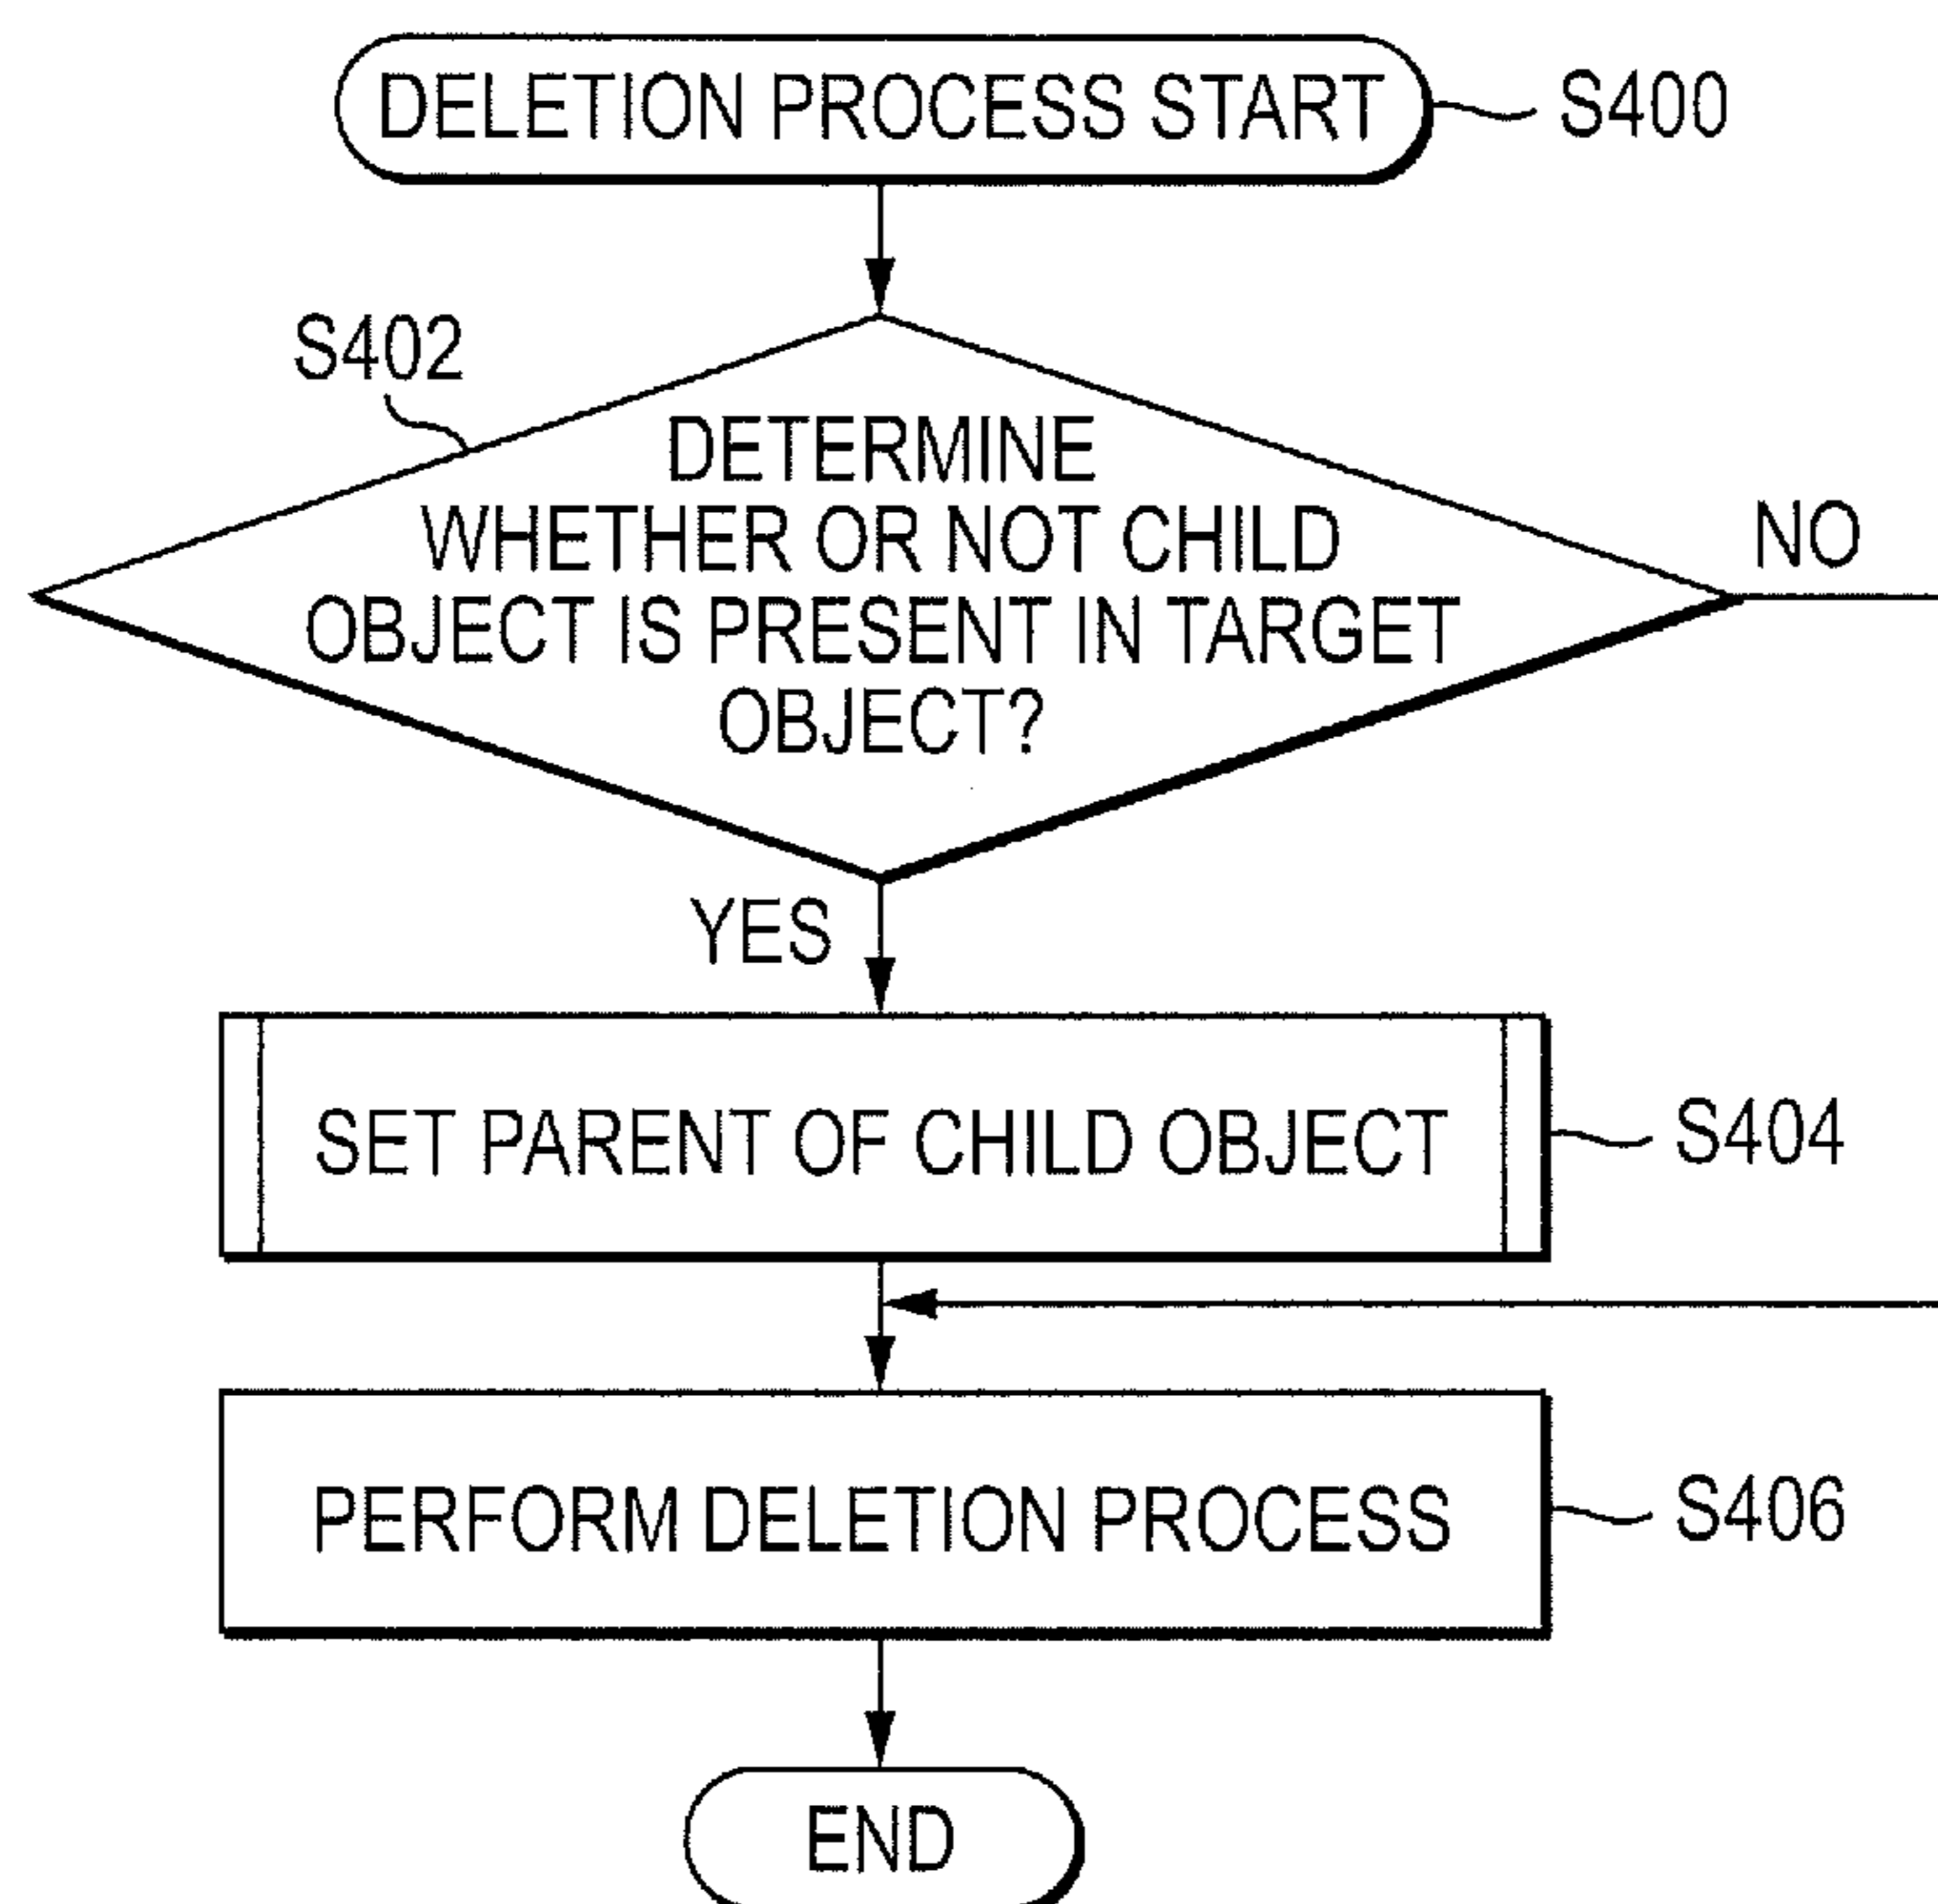 DELETION PROCESS START
S400
S402
DETERMINE
WHETHER OR NOT CHILD
OBJECT IS PRESENT IN TARGET
OBJECT?
NO
YES
SET PARENT OF CHILD OBJECT
S404
PERFORM DELETION PROCESS
S406
END